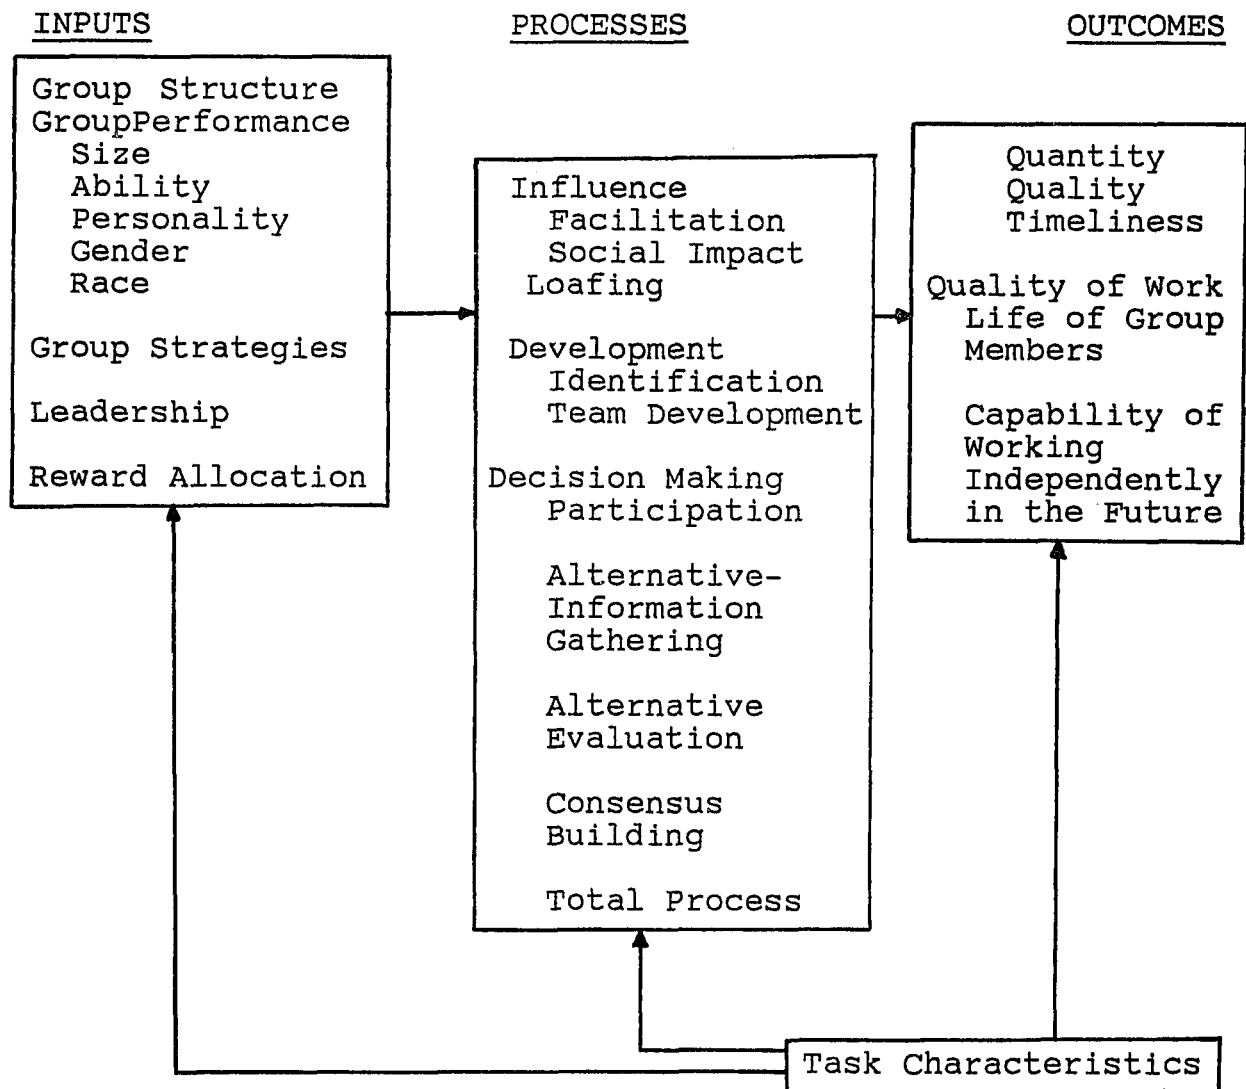 INPUTS
PROCESSES
OUTCOMES
Group Structure
GroupPerformance
Size
Ability
Personality
Gender
Race
Group Strategies
Leadership
Reward Allocation
Influence
Facilitation
Social Impact
Loafing
Development
Identification
Team Development
Decision Making
Participation
Alternative-
Information
Gathering
Alternative
Evaluation
Consensus
Building
Total Process
Quantity
Quality
Timeliness
Quality of Work
Life of Group
Members
Capability of
Working
Independently
in the Future
Task Characteristics